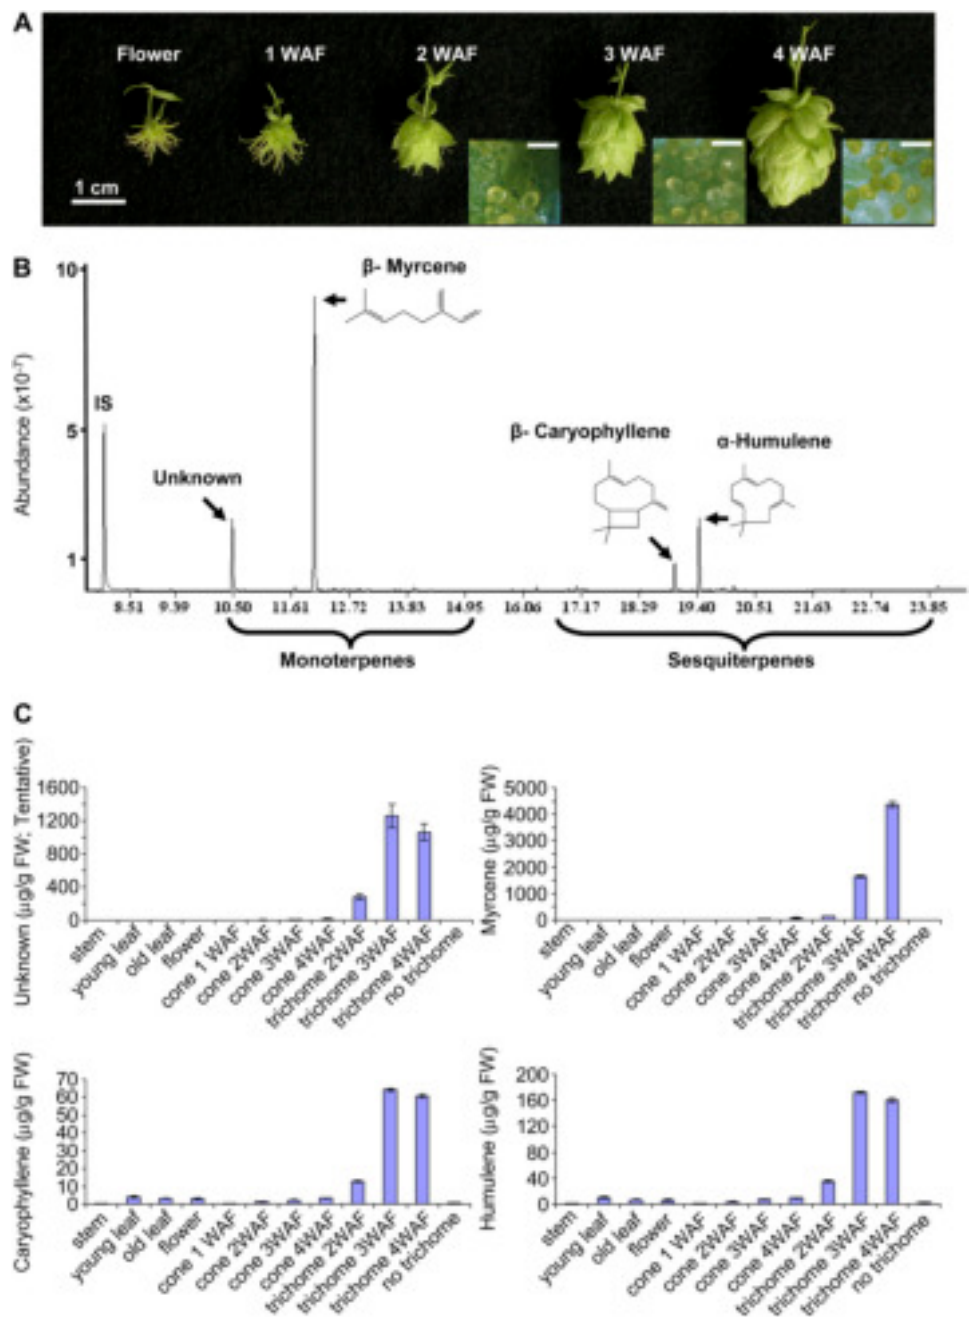 A
Flower 1 WAF 2 WAF 3 WAF 4 WAF
1 cm
B
β- Myrcene
10
Abundance (x10⁻⁷)
IS
5
β- Caryophyllene
α-Humulene
Unknown
1
8.51 9.39 10.50 11.61 12.72 13.83 14.95 16.06 17.17 18.29 19.40 20.51 21.63 22.74 23.85
Monoterpenes
Sesquiterpenes
C
Unknown (µg/g FW; Tentative)
1600
1200
800
400
0
stem
young leaf
old leaf
flower
cone 1 WAF
cone 2WAF
cone 3WAF
cone 4WAF
trichome 2WAF
trichome 3WAF
trichome 4WAF
no trichome
Myrcene (µg/g FW)
5000
4000
3000
2000
1000
0
stem
young leaf
old leaf
flower
cone 1 WAF
cone 2WAF
cone 3WAF
cone 4WAF
trichome 2WAF
trichome 3WAF
trichome 4WAF
no trichome
Caryophyllene (µg/g FW)
70
60
50
40
30
20
10
0
stem
young leaf
old leaf
flower
cone 1 WAF
cone 2WAF
cone 3WAF
cone 4WAF
trichome 2WAF
trichome 3WAF
trichome 4WAF
no trichome
Humulene (µg/g FW)
200
160
120
80
40
0
stem
young leaf
old leaf
flower
cone 1 WAF
cone 2WAF
cone 3WAF
cone 4WAF
trichome 2WAF
trichome 3WAF
trichome 4WAF
no trichome